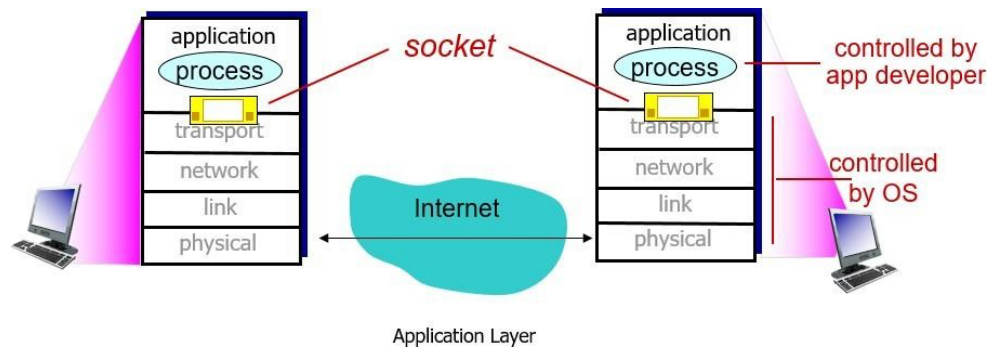 application
process
transport
network
link
physical
socket
Internet
application
process
transport
network
link
physical
controlled by
app developer
controlled
by OS
Application Layer